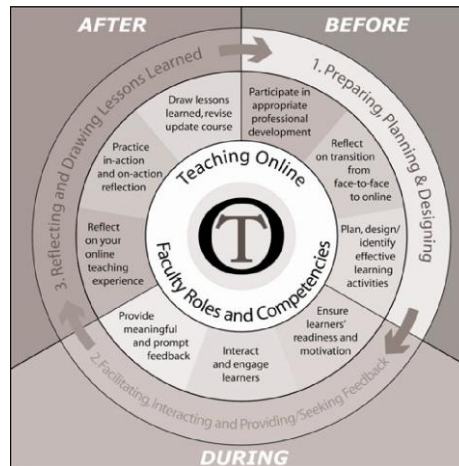 AFTER
BEFORE
1. Preparing, Planning & Designing
Participate in
appropriate
professional
development
Reflect
on transition
from
face-to-face
to online
Plan, design/
identify
effective
learning
activities
DURING
2. Facilitating, Interacting and Providing/Seeking Feedback
Ensure
learners'
readiness and
motivation
Interact
and engage
learners
Provide
meaningful
and prompt
feedback
3. Reflecting and Drawing Lessons Learned
Reflect
on your
online
teaching
experience
Practice
in-action
and on-action
reflection
Draw lessons
learned, revise
update course
Teaching Online
OT
Faculty Roles and Competencies